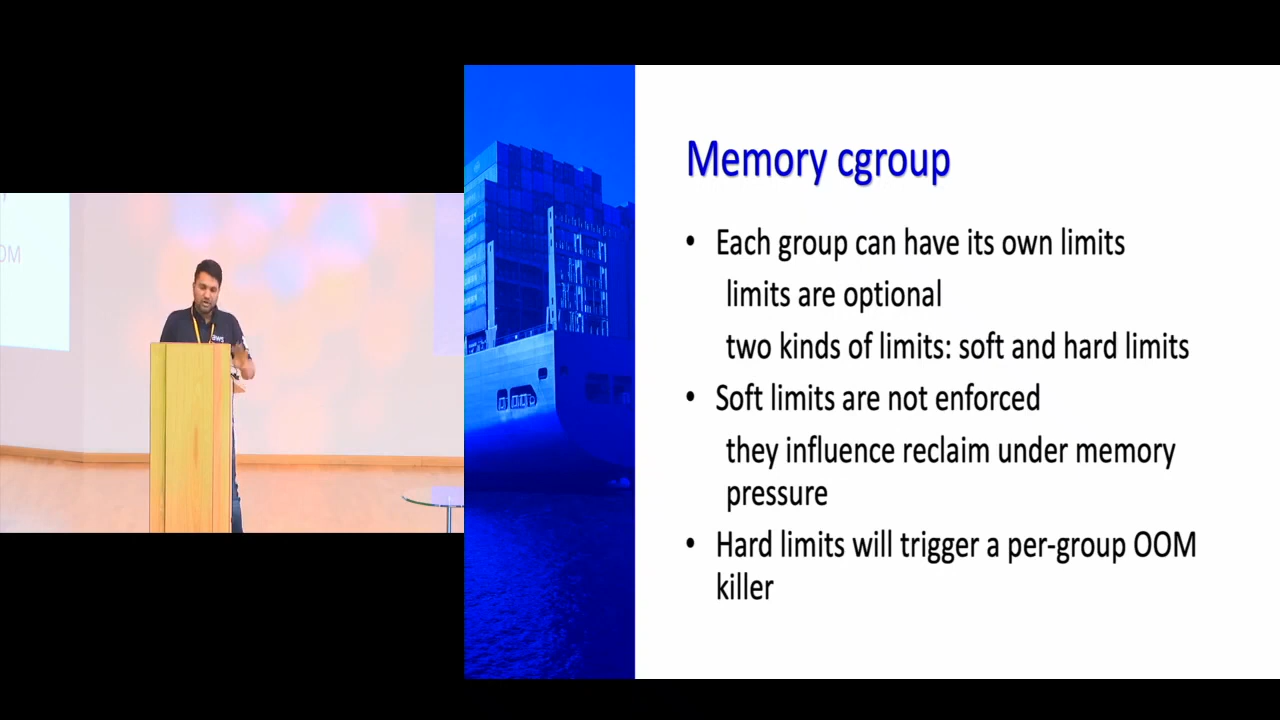 Memory cgroup
• Each group can have its own limits
limits are optional
two kinds of limits: soft and hard limits
• Soft limits are not enforced
they influence reclaim under memory
pressure
• Hard limits will trigger a per-group OOM
killer
OM
aws